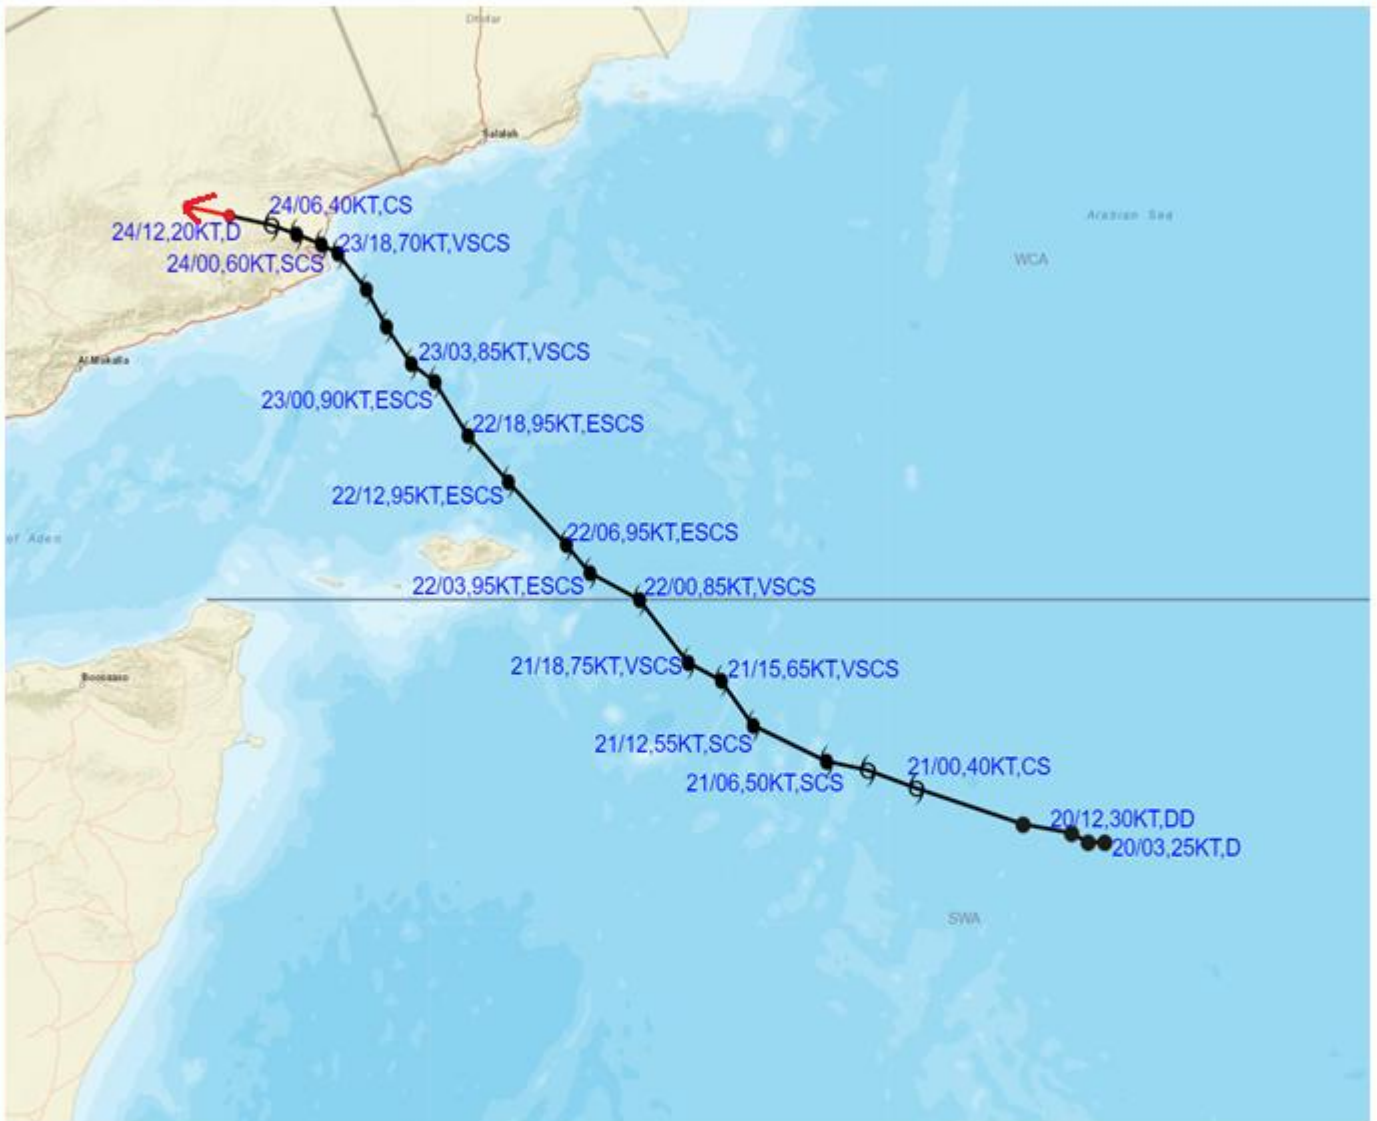 Dhofar
Salalah
24/06,40KT,CS
Arabian Sea
24/12,20KT,D
23/18,70KT,VSCS
24/00,60KT,SCS
WCA
23/03,85KT,VSCS
Al Mukalla
23/00,90KT,ESCS
22/18,95KT,ESCS
22/12,95KT,ESCS
22/06,95KT,ESCS
of Aden
22/03,95KT,ESCS
22/00,85KT,VSCS
21/18,75KT,VSCS
21/15,65KT,VSCS
Boosaaso
21/12,55KT,SCS
21/00,40KT,CS
21/06,50KT,SCS
20/12,30KT,DD
20/03,25KT,D
SWA